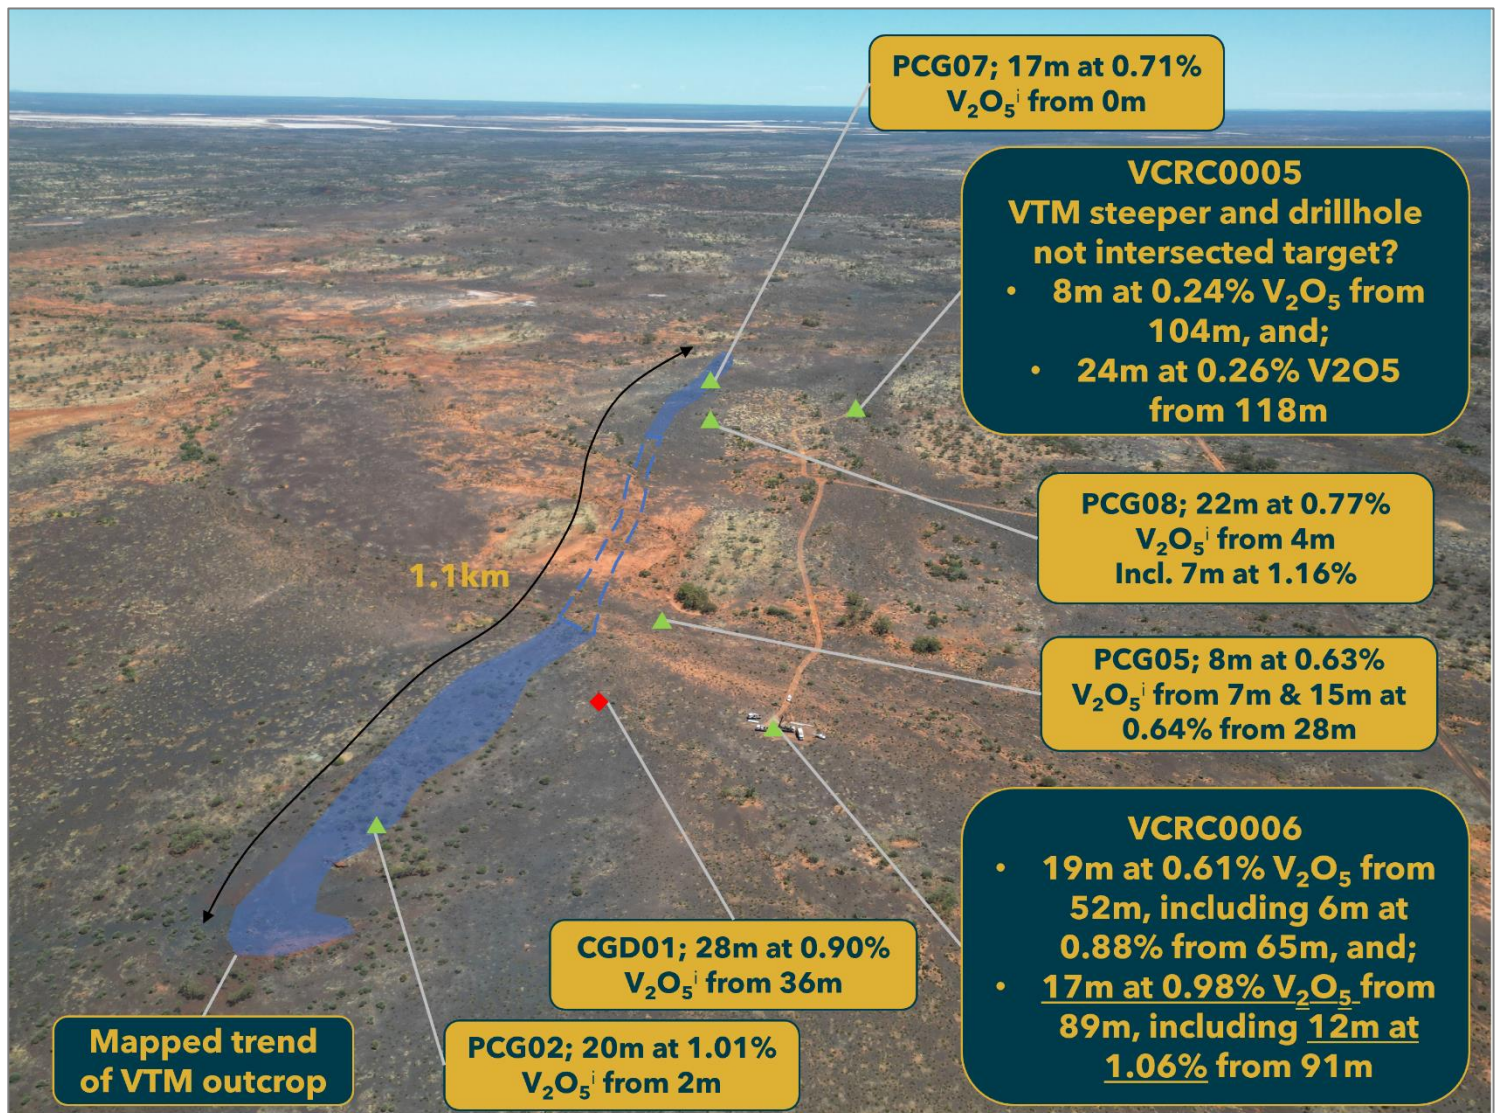 PCG07; 17m at 0.71%
V₂O₅ⁱ from 0m
VCRC0005
VTM steeper and drillhole
not intersected target?
• 8m at 0.24% V₂O₅ from
104m, and;
• 24m at 0.26% V2O5
from 118m
PCG08; 22m at 0.77%
V₂O₅ⁱ from 4m
Incl. 7m at 1.16%
1.1km
PCG05; 8m at 0.63%
V₂O₅ⁱ from 7m & 15m at
0.64% from 28m
VCRC0006
• 19m at 0.61% V₂O₅ from
52m, including 6m at
0.88% from 65m, and;
• 17m at 0.98% V₂O₅ from
89m, including 12m at
1.06% from 91m
CGD01; 28m at 0.90%
V₂O₅ⁱ from 36m
PCG02; 20m at 1.01%
V₂O₅ⁱ from 2m
Mapped trend
of VTM outcrop